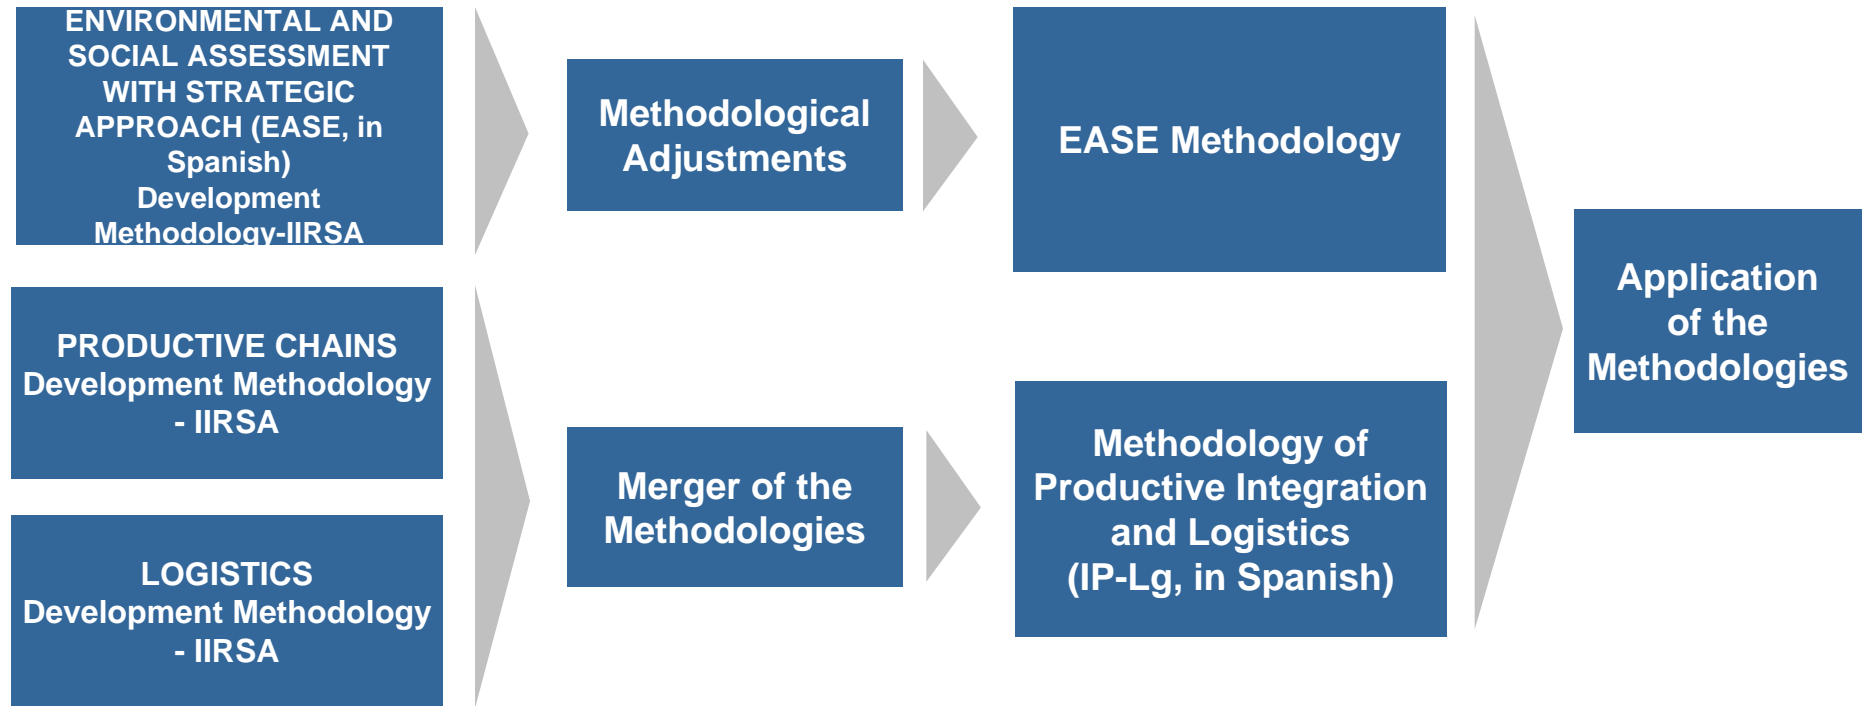 ENVIRONMENTAL AND
SOCIAL ASSESSMENT
WITH STRATEGIC
APPROACH (EASE, in
Spanish)
Development
Methodology-IIRSA
Methodological
Adjustments
EASE Methodology
PRODUCTIVE CHAINS
Development Methodology
- IIRSA
LOGISTICS
Development Methodology
- IIRSA
Merger of the
Methodologies
Methodology of
Productive Integration
and Logistics
(IP-Lg, in Spanish)
Application
of the
Methodologies